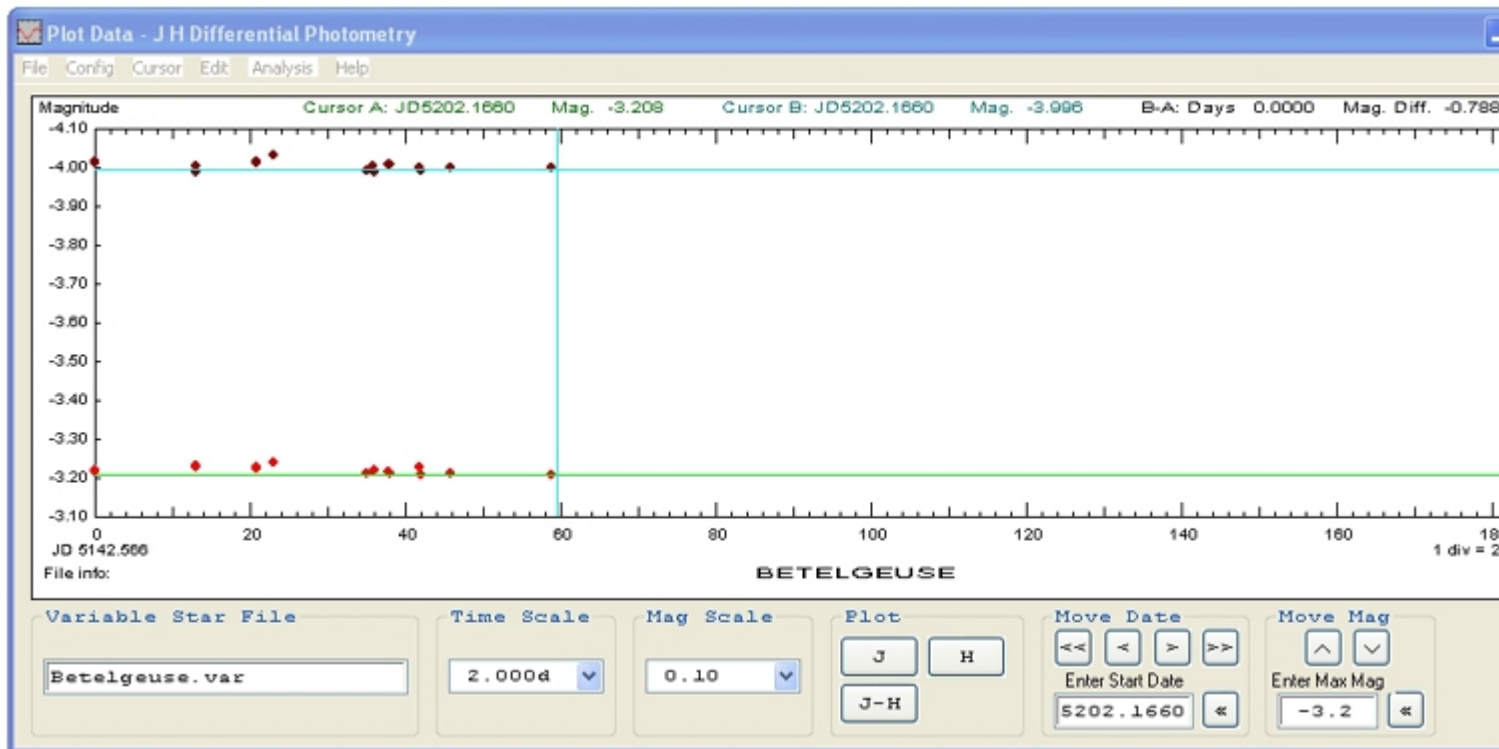 Plot Data - J H Differential Photometry
File Config Cursor Edit Analysis Help
Magnitude Cursor A: JD5202.1660 Mag. -3.208 Cursor B: JD5202.1660 Mag. -3.996 B-A: Days 0.0000 Mag. Diff. -0.788
-4.10
-4.00
-3.90
-3.80
-3.70
-3.60
-3.50
-3.40
-3.30
-3.20
-3.10
0 20 40 60 80 100 120 140 160 18
JD 5142.566 1 div = 2
File info: BETELGEUSE
Variable Star File Time Scale Mag Scale Plot Move Date Move Mag
J H << < > >>
Betelgeuse.var 2.000d 0.10 Enter Start Date Enter Max Mag
J-H 5202.1660 « -3.2 «